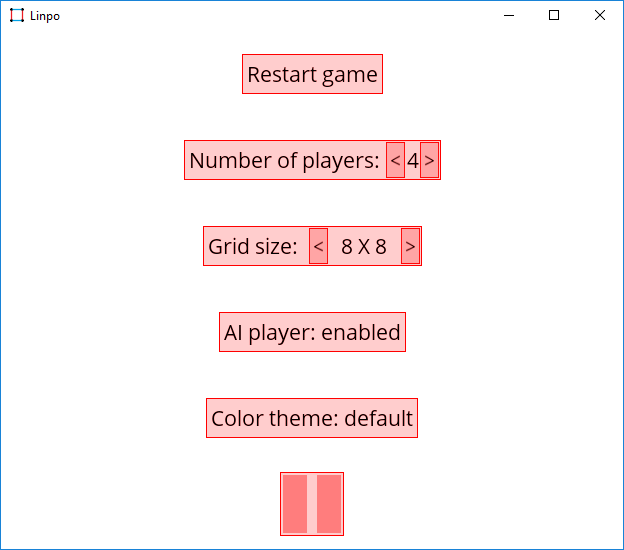 Linpo
Restart game
Number of players: < 4 >
Grid size: < 8 X 8 >
AI player: enabled
Color theme: default